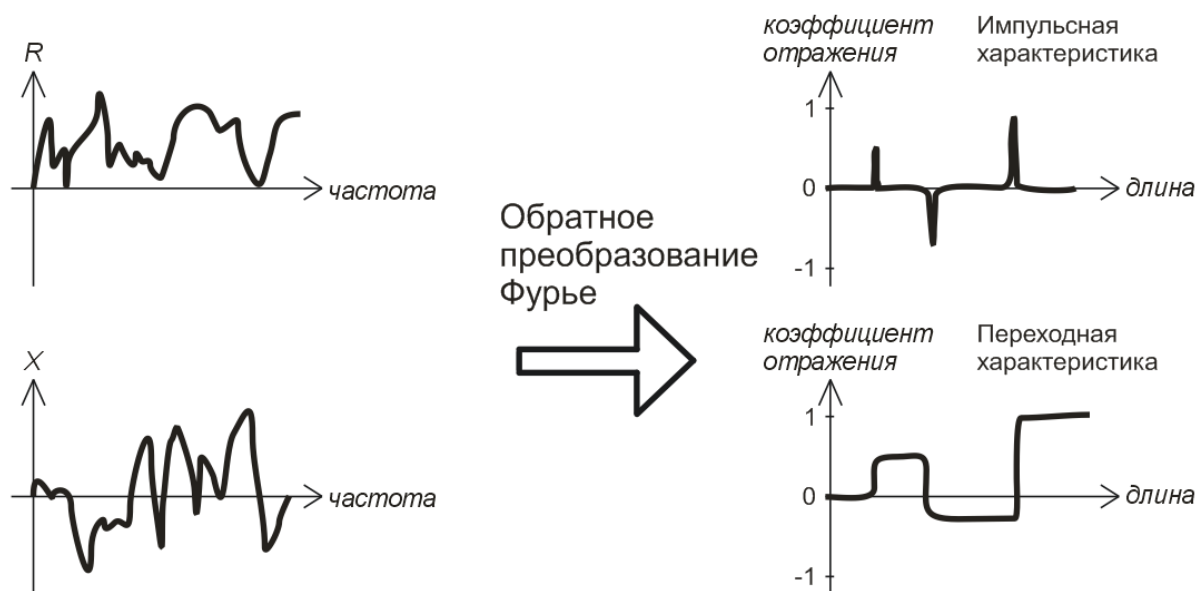 R
частота
X
частота
Обратное
преобразование
Фурье
коэффициент
отражения
Импульсная
характеристика
1
0
-1
длина
коэффициент
отражения
Переходная
характеристика
1
0
-1
длина